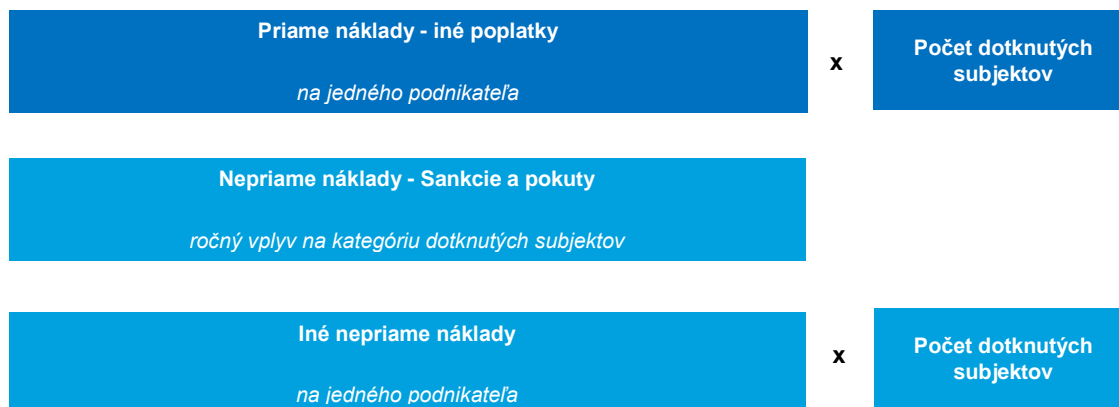 Priame náklady - iné poplatky
na jedného podnikateľa
x
Počet dotknutých
subjektov
Nepriame náklady - Sankcie a pokuty
ročný vplyv na kategóriu dotknutých subjektov
Iné nepriame náklady
na jedného podnikateľa
x
Počet dotknutých
subjektov